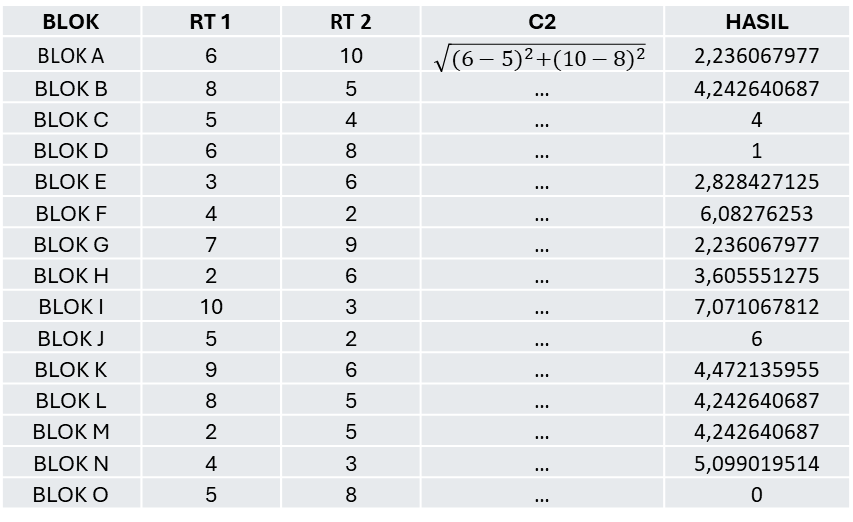 BLOK RT 1 RT 2 C2 HASIL
BLOK A 6 10 √(6 − 5)²+(10 − 8)² 2,236067977
BLOK B 8 5 ... 4,242640687
BLOK C 5 4 ... 4
BLOK D 6 8 ... 1
BLOK E 3 6 ... 2,828427125
BLOK F 4 2 ... 6,08276253
BLOK G 7 9 ... 2,236067977
BLOK H 2 6 ... 3,605551275
BLOK I 10 3 ... 7,071067812
BLOK J 5 2 ... 6
BLOK K 9 6 ... 4,472135955
BLOK L 8 5 ... 4,242640687
BLOK M 2 5 ... 4,242640687
BLOK N 4 3 ... 5,099019514
BLOK O 5 8 ... 0